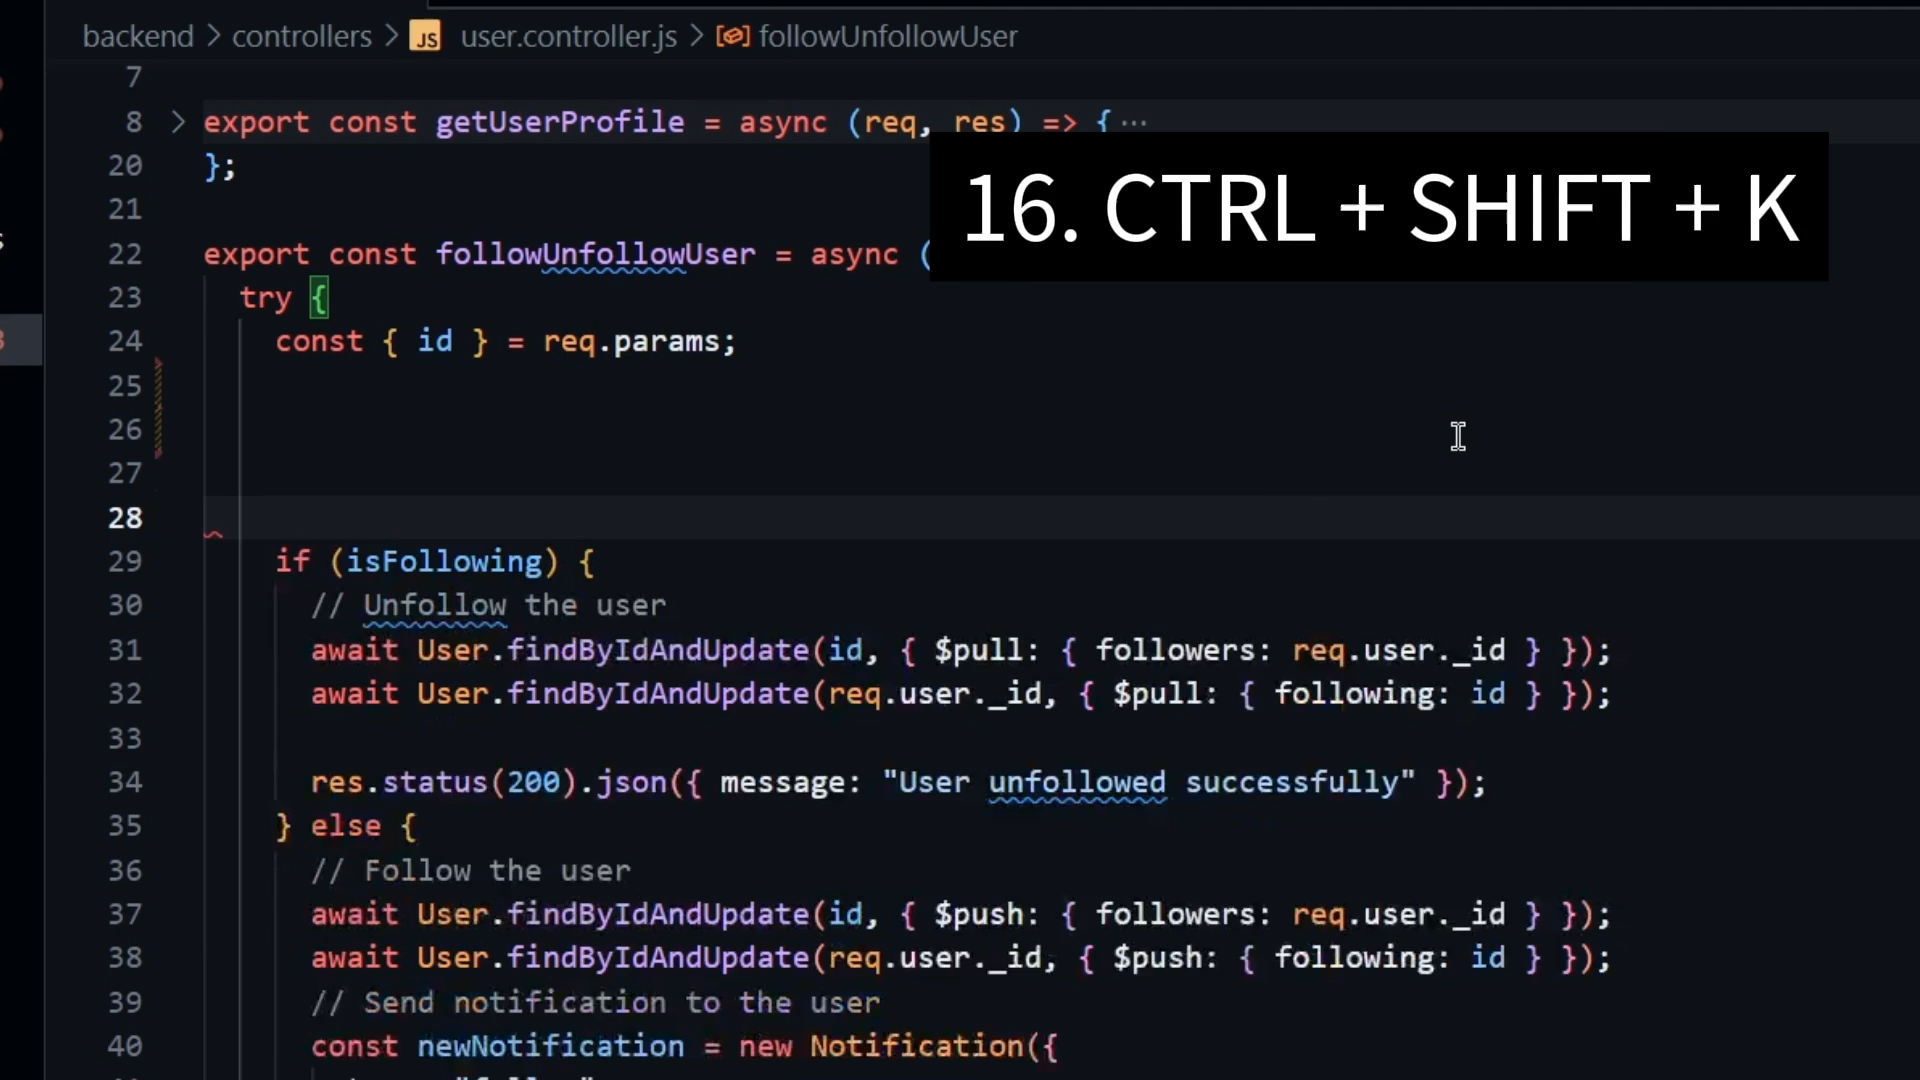 backend > controllers > JS user.controller.js > followUnfollowUser
7
8 > export const getUserProfile = async (req, res) => { ...
20 };
16. CTRL + SHIFT + K
21
22 export const followUnfollowUser = async (
23 try {
24 const { id } = req.params;
25
26
27
28
29 if (isFollowing) {
30 // Unfollow the user
31 await User.findByIdAndUpdate(id, { $pull: { followers: req.user._id } });
32 await User.findByIdAndUpdate(req.user._id, { $pull: { following: id } });
33
34 res.status(200).json({ message: "User unfollowed successfully" });
35 } else {
36 // Follow the user
37 await User.findByIdAndUpdate(id, { $push: { followers: req.user._id } });
38 await User.findByIdAndUpdate(req.user._id, { $push: { following: id } });
39 // Send notification to the user
40 const newNotification = new Notification({